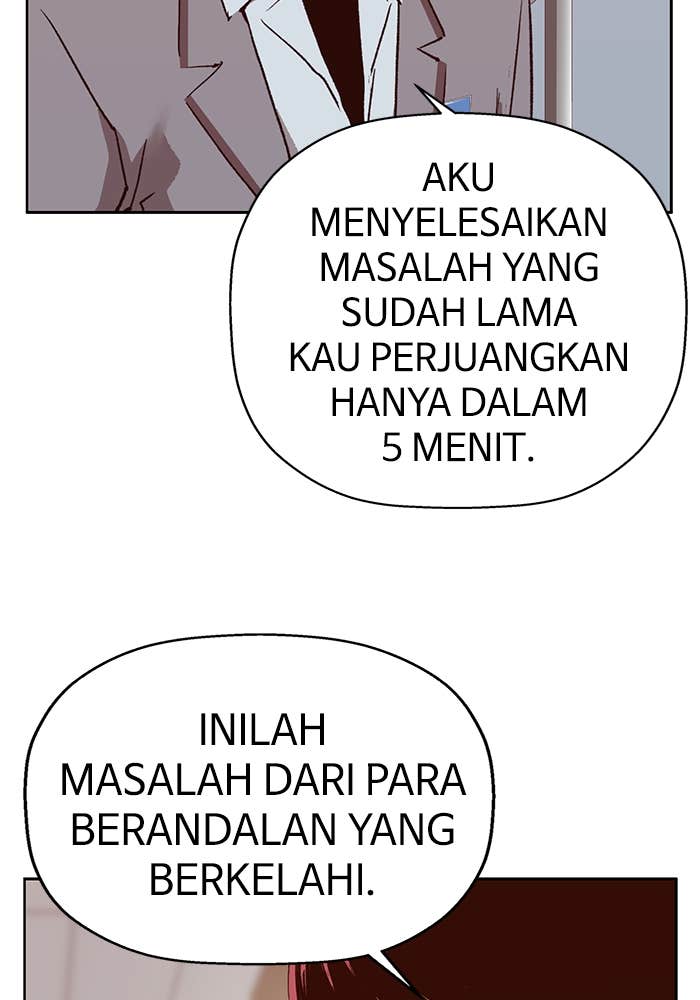 AKU
MENYELESAIKAN
MASALAH YANG
SUDAH LAMA
KAU PERJUANGKAN
HANYA DALAM
5 MENIT.
INILAH
MASALAH DARI PARA
BERANDALAN YANG
BERKELAHI.